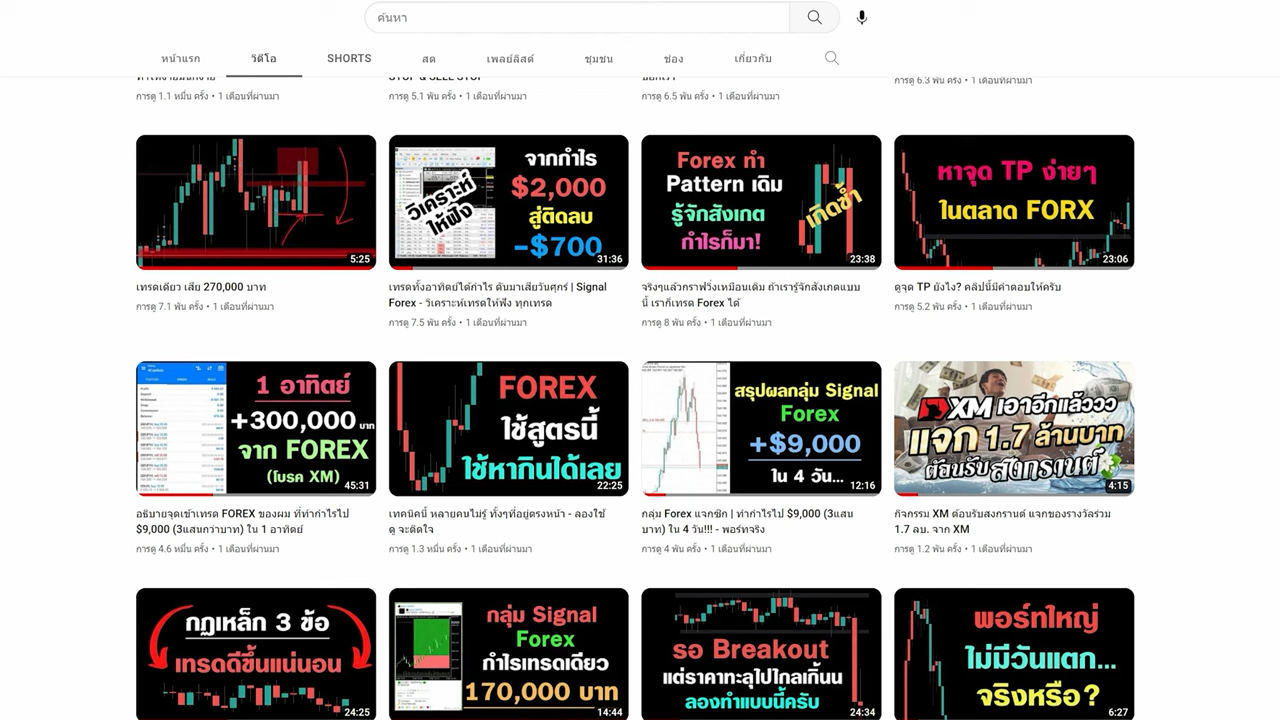 ค้นหา
หน้าแรก
วิดีโอ
SHORTS
สด
เพลย์ลิสต์
ชุมชน
ช่อง
เกี่ยวกับ
STOP & SELL STOP
การดู 1.1 หมื่น ครั้ง • 1 เดือนที่ผ่านมา
การดู 5.1 พัน ครั้ง • 1 เดือนที่ผ่านมา
การดู 6.5 พัน ครั้ง • 1 เดือนที่ผ่านมา
การดู 6.3 พัน ครั้ง • 1 เดือนที่ผ่านมา
5:25
จากกำไร
$2,000
สู่ติดลบ
-$700
วิเคราะห์
ให้ฟัง
31:36
Forex ทำ
Pattern เดิม
รู้จักสังเกต
กำไรก็มา!
เกิดซ้ำ
23:38
หาจุด TP ง่ายๆ
ในตลาด FORX
23:06
เทรดเดียว เสีย 270,000 บาท
การดู 7.1 พัน ครั้ง • 1 เดือนที่ผ่านมา
เทรดทั้งอาทิตย์ได้กำไร ดันมาเสียวันศุกร์ | Signal
Forex - วิเคราะห์เทรดให้ฟัง ทุกเทรด
การดู 7.5 พัน ครั้ง • 1 เดือนที่ผ่านมา
จริงๆแล้วกราฟวิ่งเหมือนเดิม ถ้าเรารู้จักสังเกตแบบ
นี้ เราก็เทรด Forex ได้
การดู 8 พัน ครั้ง • 1 เดือนที่ผ่านมา
ดูจุด TP ยังไง? คลิปนี้มีคำตอบให้ครับ
การดู 5.2 พัน ครั้ง • 1 เดือนที่ผ่านมา
1 อาทิตย์
+300,000 บาท
จาก FOREX
(โบรค XM)
45:31
FOREX
ใช้สูตรนี้
ใช้หากินได้เลย
22:25
สรุปผลกลุ่ม Signal
Forex
+$9,000
ใน 4 วัน...
12:16
XM เอาอีกแล้ววว
แจก 1.7 ล้านบาท
ต้อนรับสงกรานต์
4:15
อธิบายจุดเข้าเทรด FOREX ของผม ที่ทำกำไรไป
$9,000 (3แสนกว่าบาท) ใน 1 อาทิตย์
การดู 4.6 หมื่น ครั้ง • 1 เดือนที่ผ่านมา
เทคนิคนี้ หลายคนไม่รู้ ทั้งๆที่อยู่ตรงหน้า - ลองใช้
ดู จะติดใจ
การดู 1.3 หมื่น ครั้ง • 1 เดือนที่ผ่านมา
กลุ่ม Forex แจกซิก | ทำกำไรไป $9,000 (3แสน
บาท) ใน 4 วัน!!! - พอร์ทจริง
การดู 4 พัน ครั้ง • 1 เดือนที่ผ่านมา
กิจกรรม XM ต้อนรับสงกรานต์ แจกของรางวัลร่วม
1.7 ลบ. จาก XM
การดู 1.2 พัน ครั้ง • 1 เดือนที่ผ่านมา
กฎเหล็ก 3 ข้อ
เทรดดีขึ้นแน่นอน
24:25
กลุ่ม Signal
Forex
กำไรเทรดเดียว
170,000 บาท
14:44
รอ Breakout
แต่ราคาทะลุไปไกลเกิ้นน
ลองทำแบบนี้ครับ
24:34
พอร์ทใหญ่
ไม่มีวันแตก...
จริงหรือ?
6:27